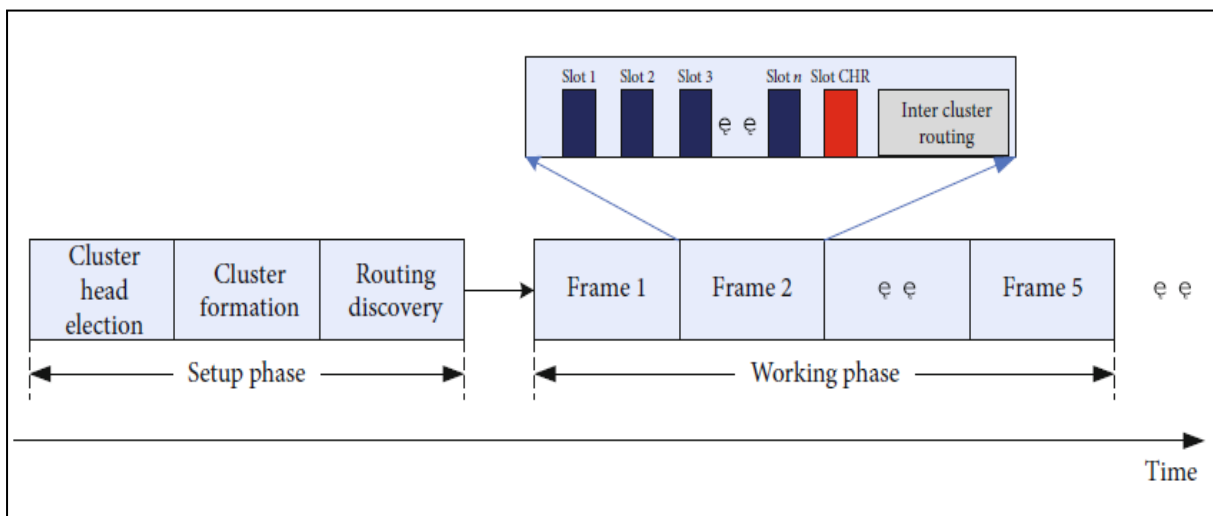 Slot 1 Slot 2 Slot 3 Slot n Slot CHR
ę ę
Inter cluster
routing
Cluster
head
election
Cluster
formation
Routing
discovery
Frame 1
Frame 2
ę ę
Frame 5
ę ę
Setup phase
Working phase
Time